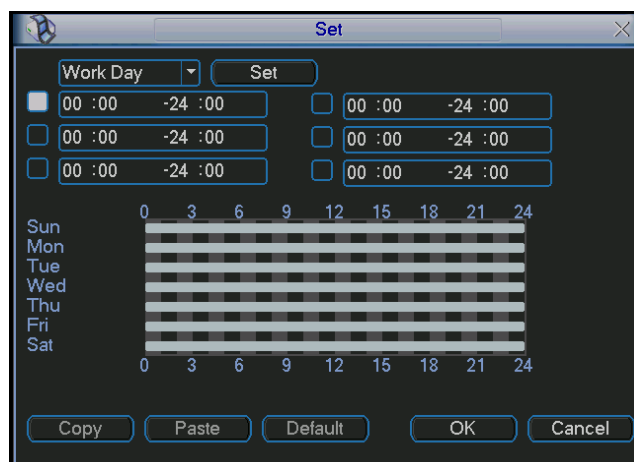 Set
Work Day Set
00 :00 -24 :00 00 :00 -24 :00
00 :00 -24 :00 00 :00 -24 :00
00 :00 -24 :00 00 :00 -24 :00
0 3 6 9 12 15 18 21 24
Sun
Mon
Tue
Wed
Thu
Fri
Sat
0 3 6 9 12 15 18 21 24
Copy Paste Default OK Cancel